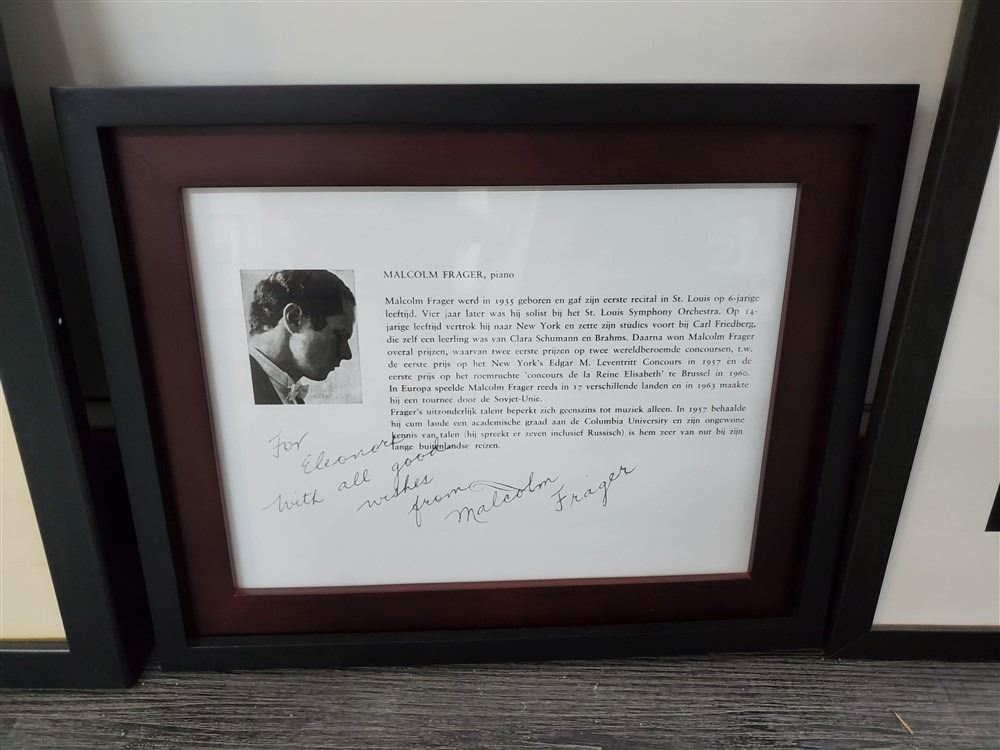 MALCOLM FRAGER, piano
Malcolm Frager werd in 1935 geboren en gaf zijn eerste recital in St. Louis op 6-jarige
leeftijd. Vier jaar later was hij solist bij het St. Louis Symphony Orchestra. Op 14-
jarige leeftijd vertrok hij naar New York en zette zijn studies voort bij Carl Friedberg,
die zelf een leerling was van Clara Schumann en Brahms. Daarna won Malcolm Frager
overal prijzen, waarvan twee eerste prijzen op twee wereldberoemde concoursen, t.w.
de eerste prijs op het New York's Edgar M. Leventritt Concours in 1957 en de
eerste prijs op het roemruchte 'concours de la Reine Elisabeth' te Brussel in 1960.
In Europa speelde Malcolm Frager reeds in 17 verschillende landen en in 1963 maakte
hij een tournee door de Sovjet-Unie.
Frager's uitzonderlijk talent beperkt zich geenszins tot muziek alleen. In 1957 behaalde
hij cum laude een academische graad aan de Columbia University en zijn ongewone
kennis van talen (hij spreekt er zeven inclusief Russisch) is hem zeer van nut bij zijn
lange buitenlandse reizen.
For
Eleonore
with all good
wishes
from
Malcolm
Frager